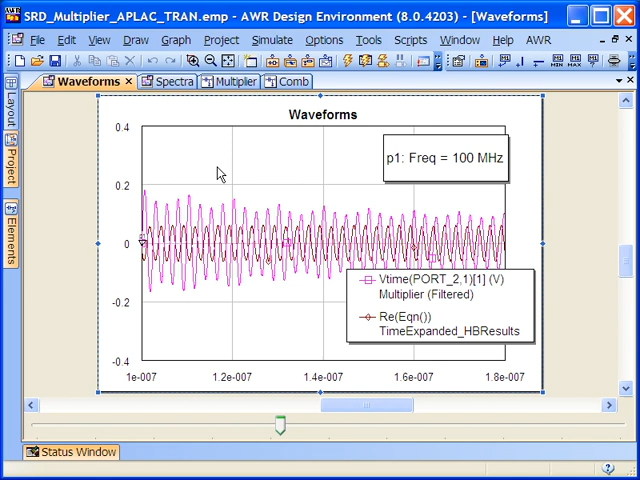 SRD_Multiplier_APLAC_TRAN.emp - AWR Design Environment (8.0.4203) - [Waveforms]
File Edit View Draw Graph Project Simulate Options Tools Scripts Window Help AWR
Waveforms Spectra Multiplier Comb
Layout
Project
Elements
Waveforms
p1: Freq = 100 MHz
0.4
0.2
0
-0.2
-0.4
Vtime(PORT_2,1)[1] (V)
Multiplier (Filtered)
Re(Eqn())
TimeExpanded_HBResults
1e-007 1.2e-007 1.4e-007 1.6e-007 1.8e-007
Status Window